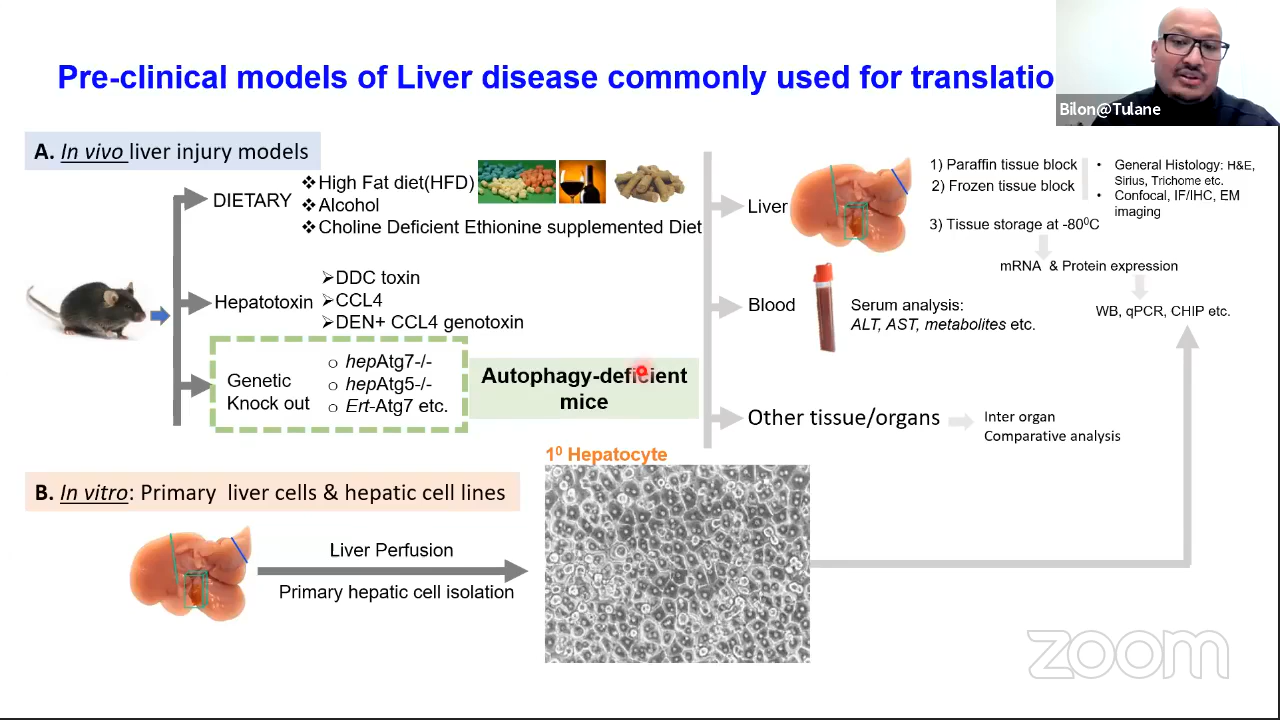 Pre-clinical models of Liver disease commonly used for translatio
Bilon@Tulane
A. In vivo liver injury models
DIETARY
❖High Fat diet(HFD)
❖Alcohol
❖Choline Deficient Ethionine supplemented Diet
Hepatotoxin
➢DDC toxin
➢CCL4
➢DEN+ CCL4 genotoxin
Genetic
Knock out
o hepAtg7-/-
o hepAtg5-/-
o Ert-Atg7 etc.
Autophagy-deficient
mice
Liver
1) Paraffin tissue block
2) Frozen tissue block
3) Tissue storage at -80⁰C
• General Histology: H&E,
Sirius, Trichome etc.
• Confocal, IF/IHC, EM
imaging
mRNA & Protein expression
WB, qPCR, CHIP etc.
Blood
Serum analysis:
ALT, AST, metabolites etc.
Other tissue/organs
Inter organ
Comparative analysis
B. In vitro: Primary liver cells & hepatic cell lines
Liver Perfusion
Primary hepatic cell isolation
1⁰ Hepatocyte
zoom